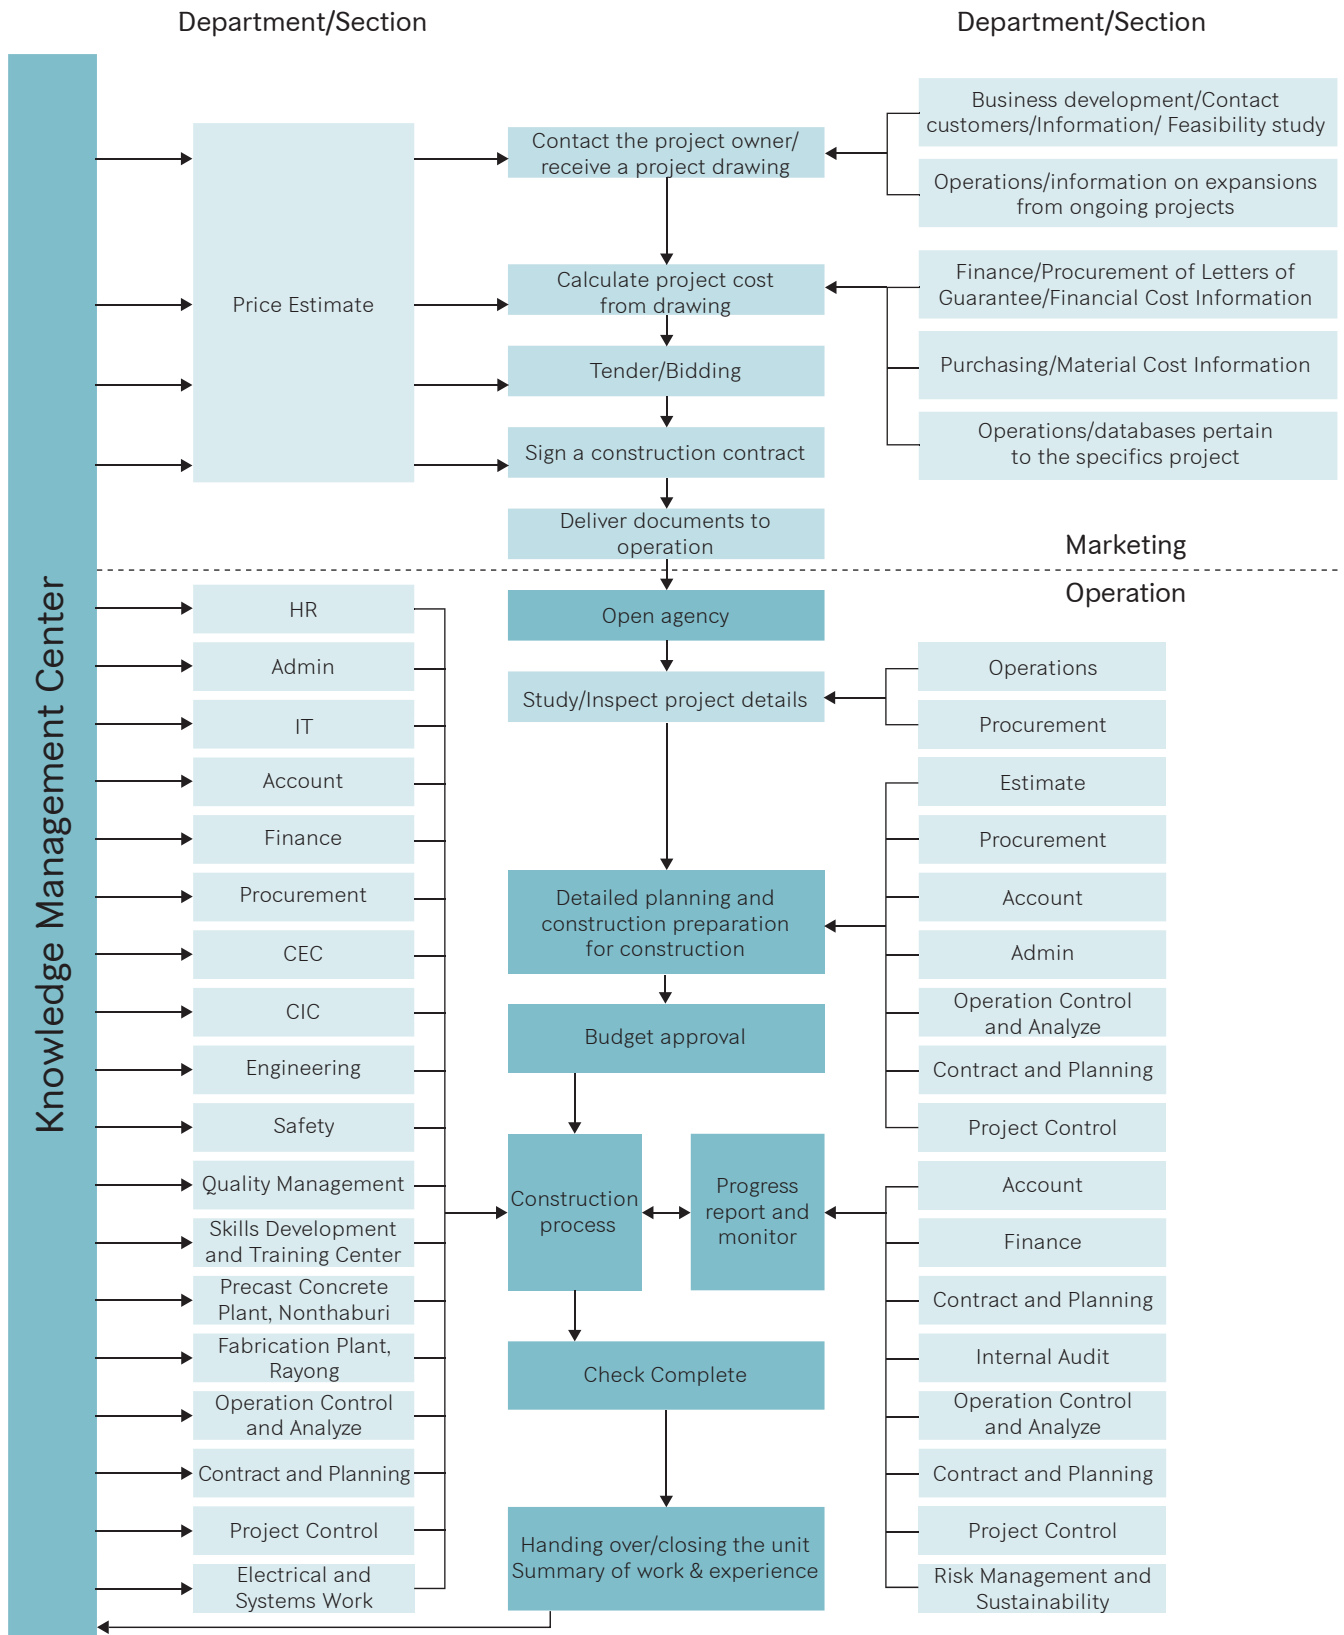 Department/Section
Department/Section
Knowledge Management Center
Price Estimate
Contact the project owner/
receive a project drawing
Calculate project cost
from drawing
Tender/Bidding
Sign a construction contract
Deliver documents to
operation
Business development/Contact
customers/Information/ Feasibility study
Operations/information on expansions
from ongoing projects
Finance/Procurement of Letters of
Guarantee/Financial Cost Information
Purchasing/Material Cost Information
Operations/databases pertain
to the specifics project
Marketing
Operation
HR
Admin
IT
Account
Finance
Procurement
CEC
CIC
Engineering
Safety
Quality Management
Skills Development
and Training Center
Precast Concrete
Plant, Nonthaburi
Fabrication Plant,
Rayong
Operation Control
and Analyze
Contract and Planning
Project Control
Electrical and
Systems Work
Open agency
Study/Inspect project details
Detailed planning and
construction preparation
for construction
Budget approval
Construction
process
Progress
report and
monitor
Check Complete
Handing over/closing the unit
Summary of work & experience
Operations
Procurement
Estimate
Procurement
Account
Admin
Operation Control
and Analyze
Contract and Planning
Project Control
Account
Finance
Contract and Planning
Internal Audit
Operation Control
and Analyze
Contract and Planning
Project Control
Risk Management and
Sustainability